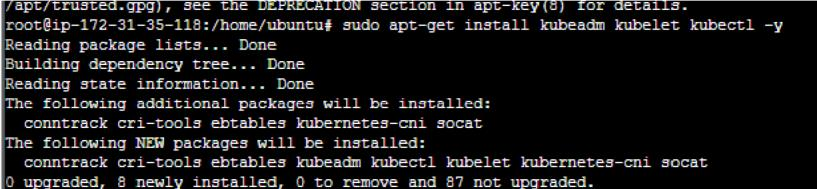 /apt/trusted.gpg), see the DEPRECATION section in apt-key(8) for details.
root@ip-172-31-35-118:/home/ubuntu# sudo apt-get install kubeadm kubelet kubectl -y
Reading package lists... Done
Building dependency tree... Done
Reading state information... Done
The following additional packages will be installed:
  conntrack cri-tools ebtables kubernetes-cni socat
The following NEW packages will be installed:
  conntrack cri-tools ebtables kubeadm kubectl kubelet kubernetes-cni socat
0 upgraded, 8 newly installed, 0 to remove and 87 not upgraded.